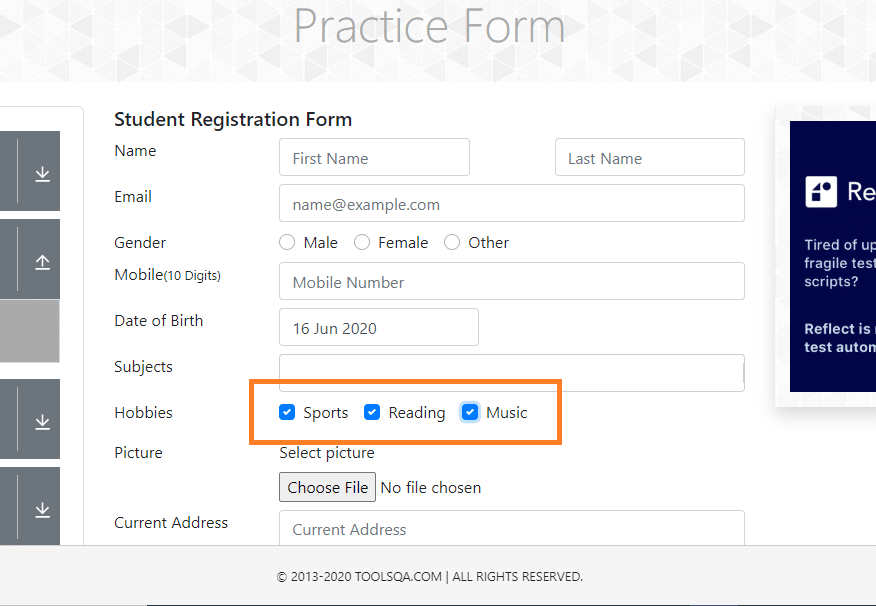 Practice Form
Student Registration Form
Name First Name Last Name
Email name@example.com
Gender Male Female Other
Mobile(10 Digits) Mobile Number
Date of Birth 16 Jun 2020
Subjects
Hobbies Sports Reading Music
Picture Select picture
Choose File No file chosen
Current Address Current Address
Re
Tired of up
fragile test
scripts?
Reflect is
test autom
© 2013-2020 TOOLSQA.COM | ALL RIGHTS RESERVED.